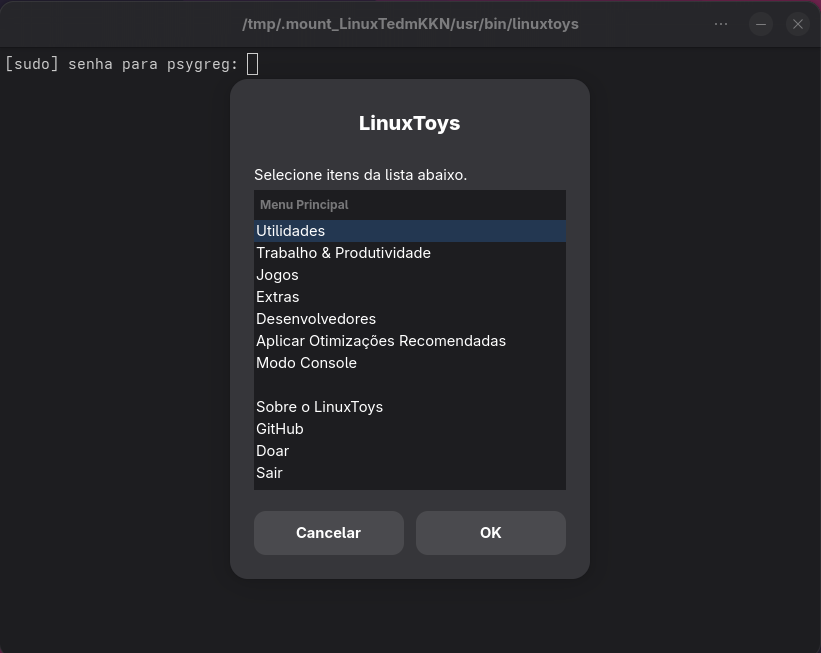 /tmp/.mount_LinuxTedmKKN/usr/bin/linuxtoys
[sudo] senha para psygreg:
LinuxToys
Selecione itens da lista abaixo.
Menu Principal
Utilidades
Trabalho & Produtividade
Jogos
Extras
Desenvolvedores
Aplicar Otimizações Recomendadas
Modo Console
Sobre o LinuxToys
GitHub
Doar
Sair
Cancelar
OK